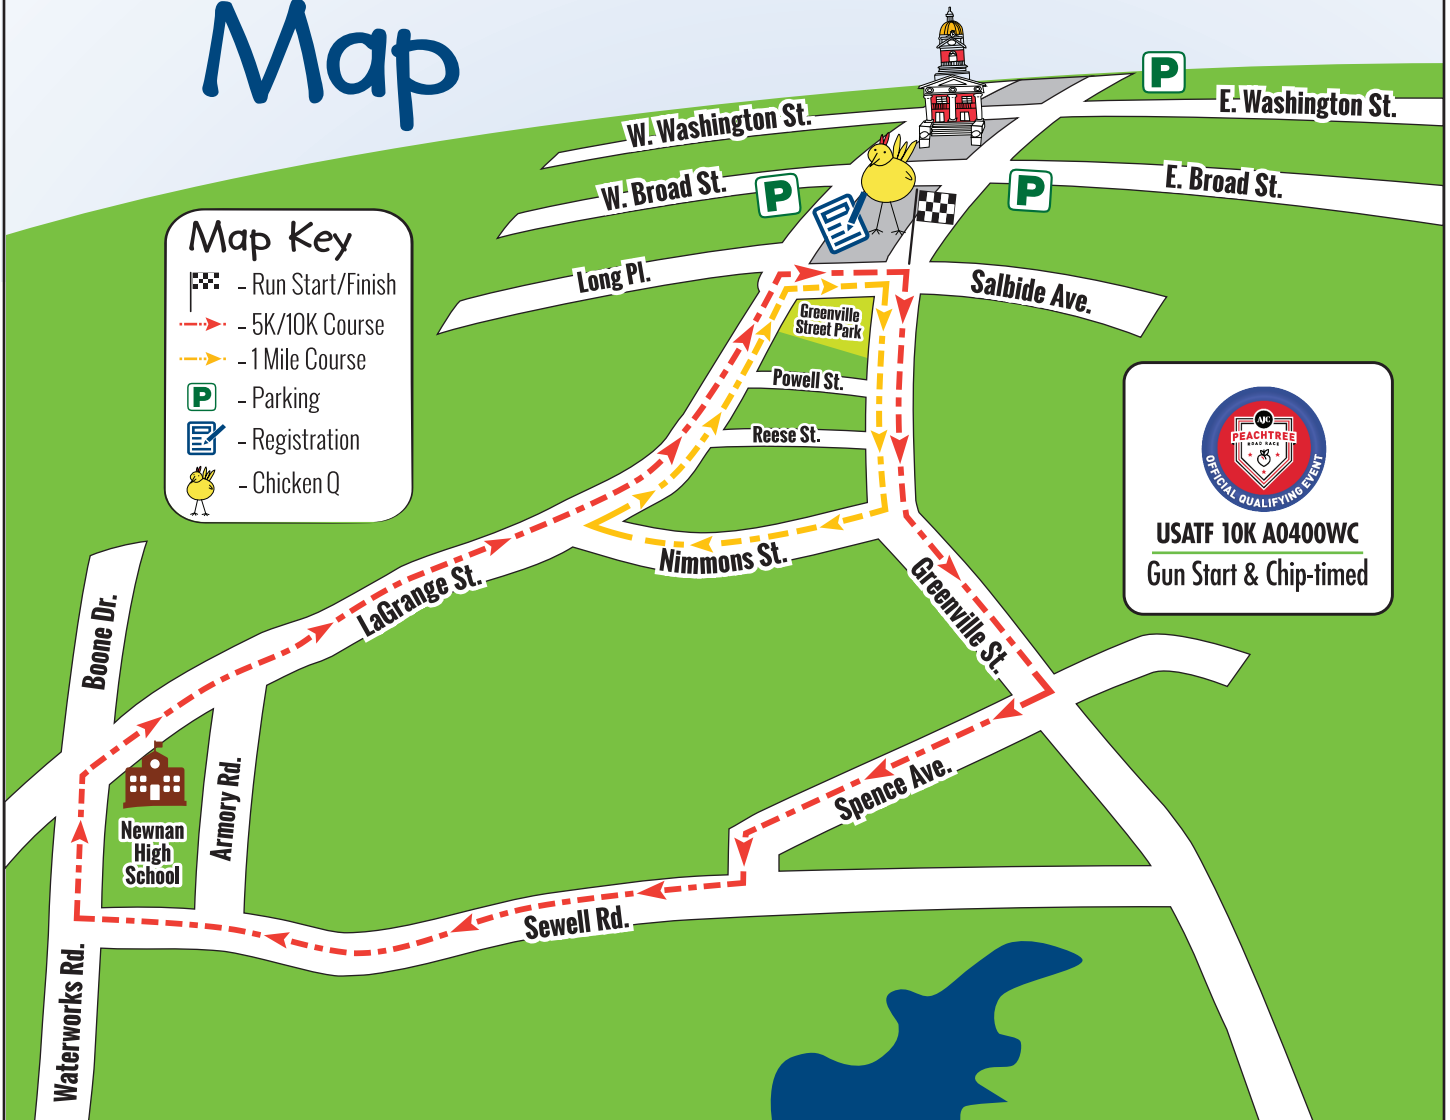 Map
W. Washington St.
E. Washington St.
W. Broad St.
E. Broad St.
P
P
P
Long Pl.
Salbide Ave.
Map Key
- Run Start/Finish
- 5K/10K Course
- 1 Mile Course
P - Parking
- Registration
- Chicken Q
Greenville
Street Park
Powell St.
Reese St.
Nimmons St.
LaGrange St.
Greenville St.
AJC
PEACHTREE
ROAD RACE
OFFICIAL QUALIFYING EVENT
USATF 10K A0400WC
Gun Start & Chip-timed
Boone Dr.
Armory Rd.
Newnan
High
School
Spence Ave.
Sewell Rd.
Waterworks Rd.